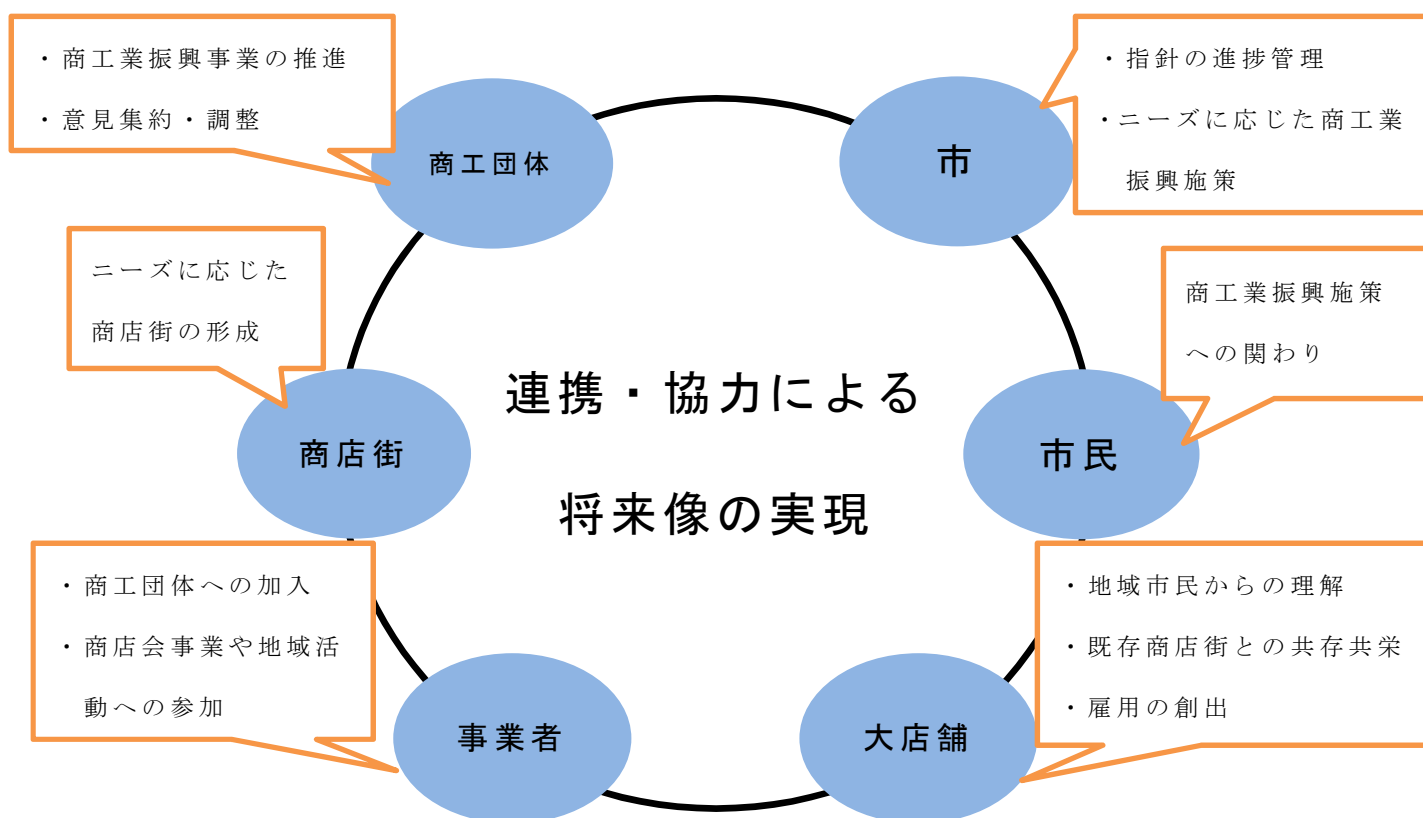 ・商工業振興事業の推進
・意見集約・調整
商工団体
・指針の進捗管理
・ニーズに応じた商工業
振興施策
市
ニーズに応じた
商店街の形成
商店街
商工業振興施策
への関わり
市民
連携・協力による
将来像の実現
・商工団体への加入
・商店会事業や地域活
動への参加
事業者
・地域市民からの理解
・既存商店街との共存共栄
・雇用の創出
大店舗